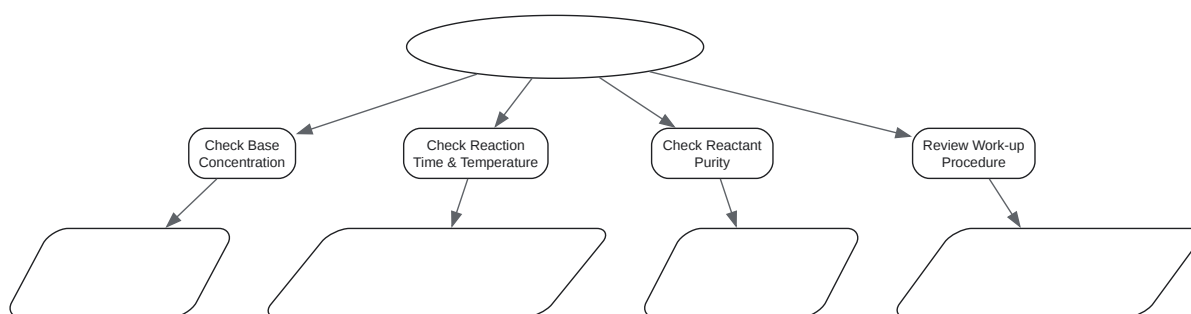 Check Base
Concentration
Check Reaction
Time & Temperature
Check Reactant
Purity
Review Work-up
Procedure